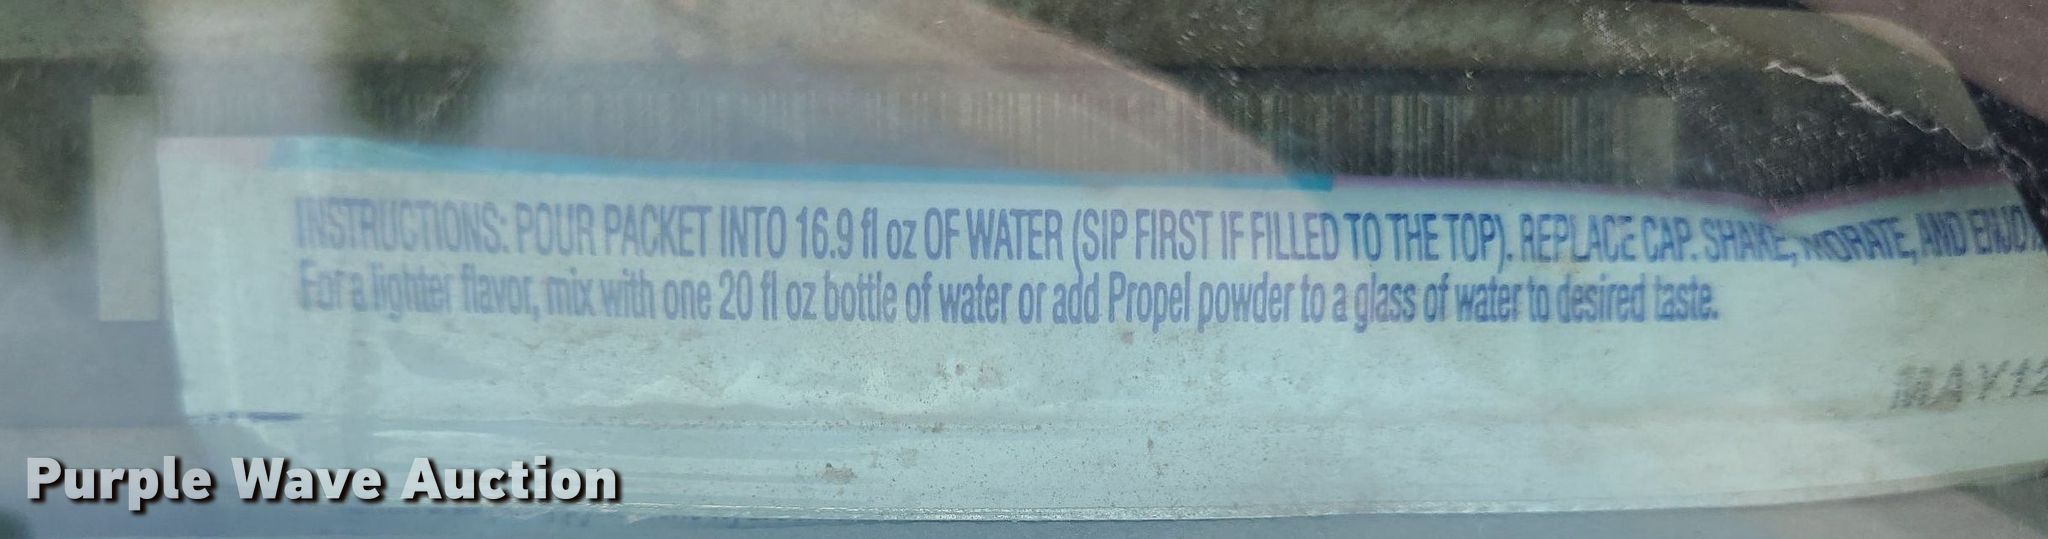 INSTRUCTIONS: POUR PACKET INTO 16.9 fl oz OF WATER (SIP FIRST IF FILLED TO THE TOP). REPLACE CAP. SHAKE, AND
For a lighter flavor, mix with one 20 fl oz bottle of water or add Propel powder to a glass of water to desired taste.
MAY12
Purple Wave Auction